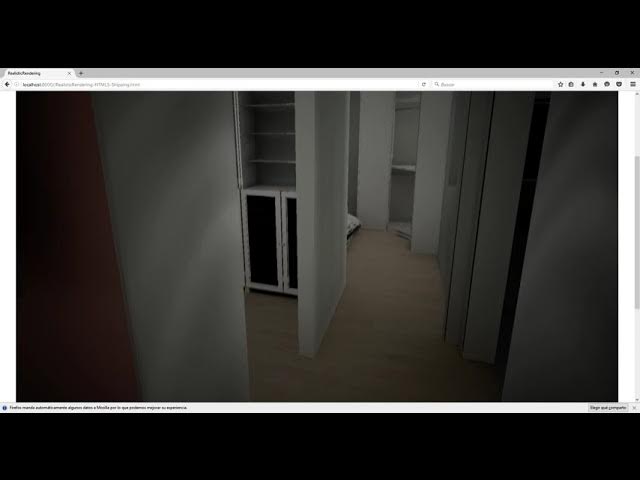 RealisticRendering
localhost:8000/RealisticRendering-HTML5-Shipping.html
Buscar
Firefox manda automáticamente algunos datos a Mozilla por lo que podemos mejorar su experiencia.
Elegir qué comparto